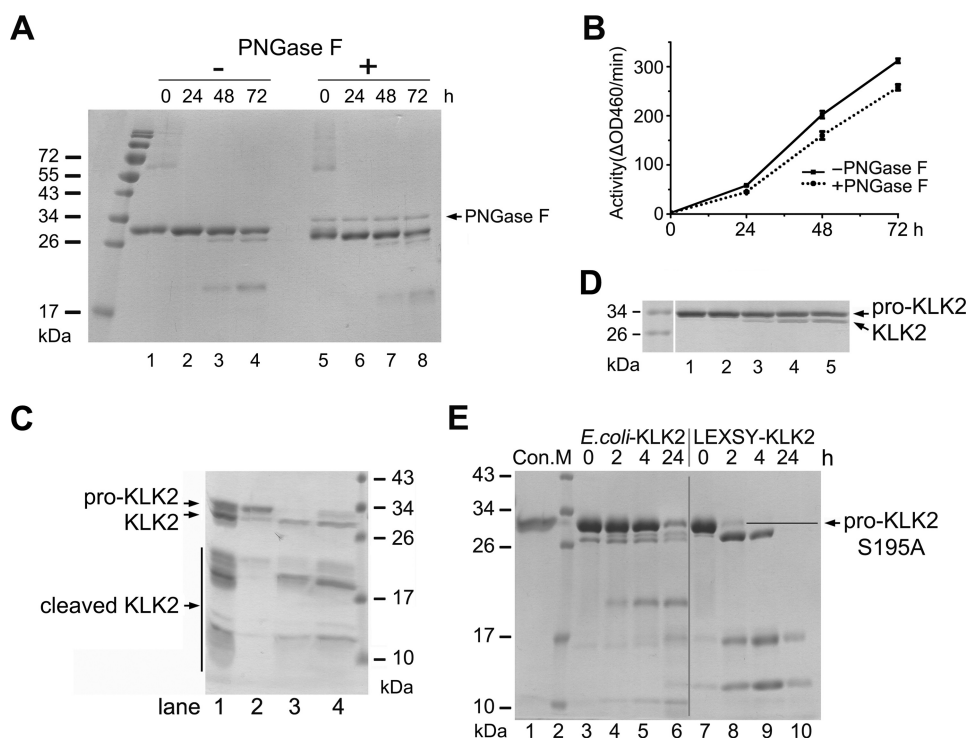 A
PNGase F
− +
0 24 48 72 0 24 48 72 h
72
55
43
34
26
17
kDa
PNGase F
1 2 3 4 5 6 7 8
B
Activity(ΔOD460/min)
300
200
100
0
−PNGase F
+PNGase F
0 24 48 72 h
D
34
26
kDa
pro-KLK2
KLK2
1 2 3 4 5
C
pro-KLK2
KLK2
cleaved KLK2
43
34
26
17
10
kDa
lane 1 2 3 4
E
E.coli-KLK2 LEXSY-KLK2
Con. M 0 2 4 24 0 2 4 24 h
43
34
26
17
10
kDa
pro-KLK2
S195A
1 2 3 4 5 6 7 8 9 10